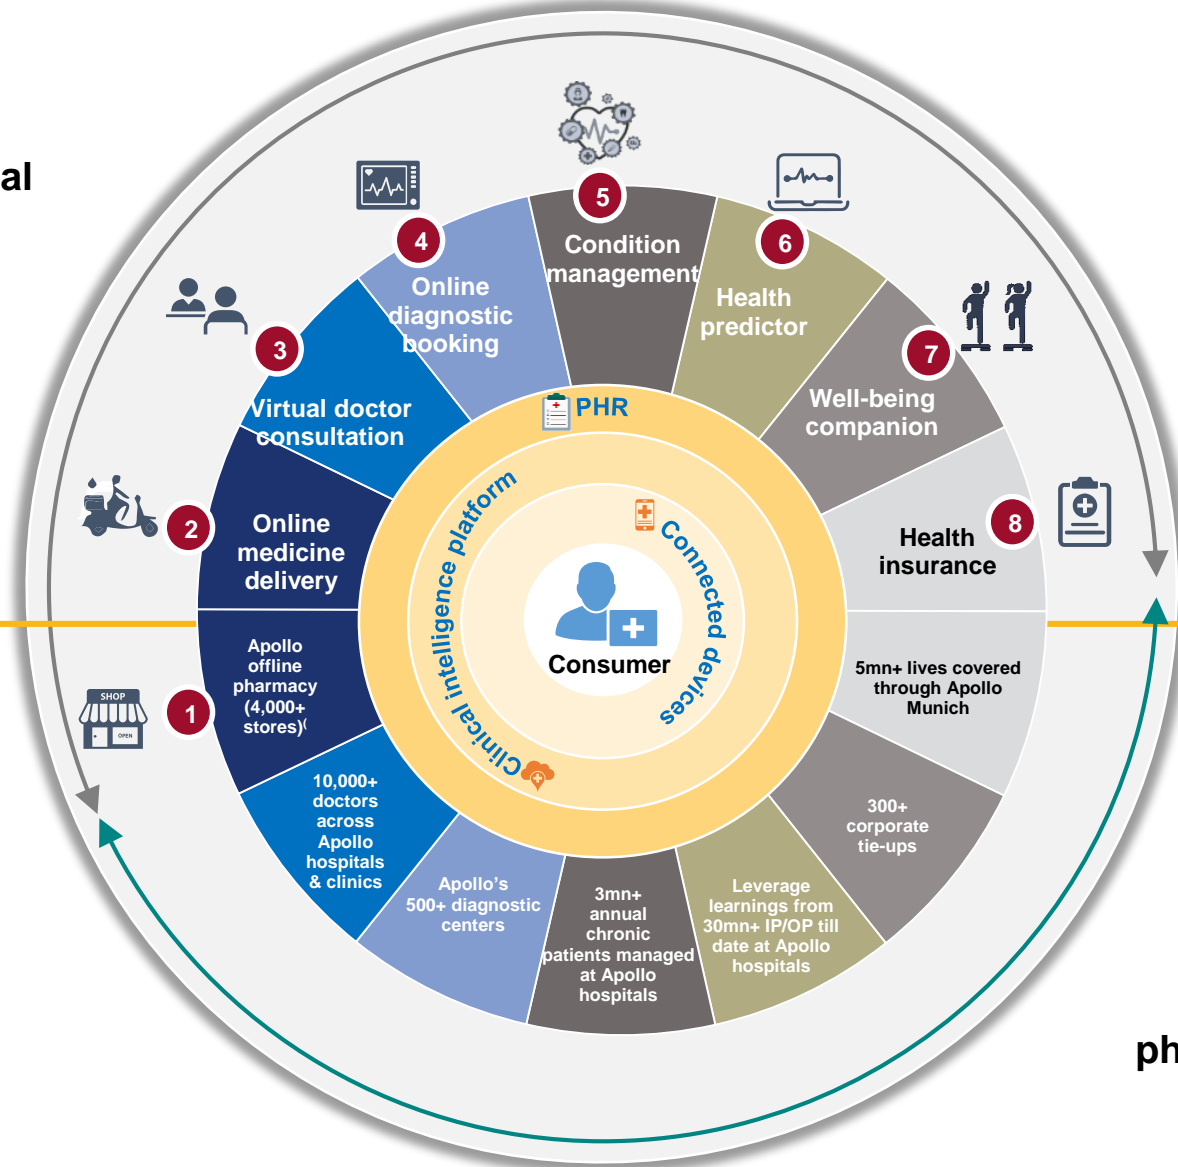 al
5
Condition
management
4
Online
diagnostic
booking
6
Health
predictor
3
Virtual doctor
consultation
7
Well-being
companion
2
Online
medicine
delivery
8
Health
insurance
PHR
Clinical intelligence platform
Connected devices
Consumer
SHOP
OPEN
1
Apollo
offline
pharmacy
(4,000+
stores)(
5mn+ lives covered
through Apollo
Munich
10,000+
doctors
across
Apollo
hospitals
& clinics
300+
corporate
tie-ups
Apollo’s
500+ diagnostic
centers
3mn+
annual
chronic
patients managed
at Apollo
hospitals
Leverage
learnings from
30mn+ IP/OP till
date at Apollo
hospitals
ph